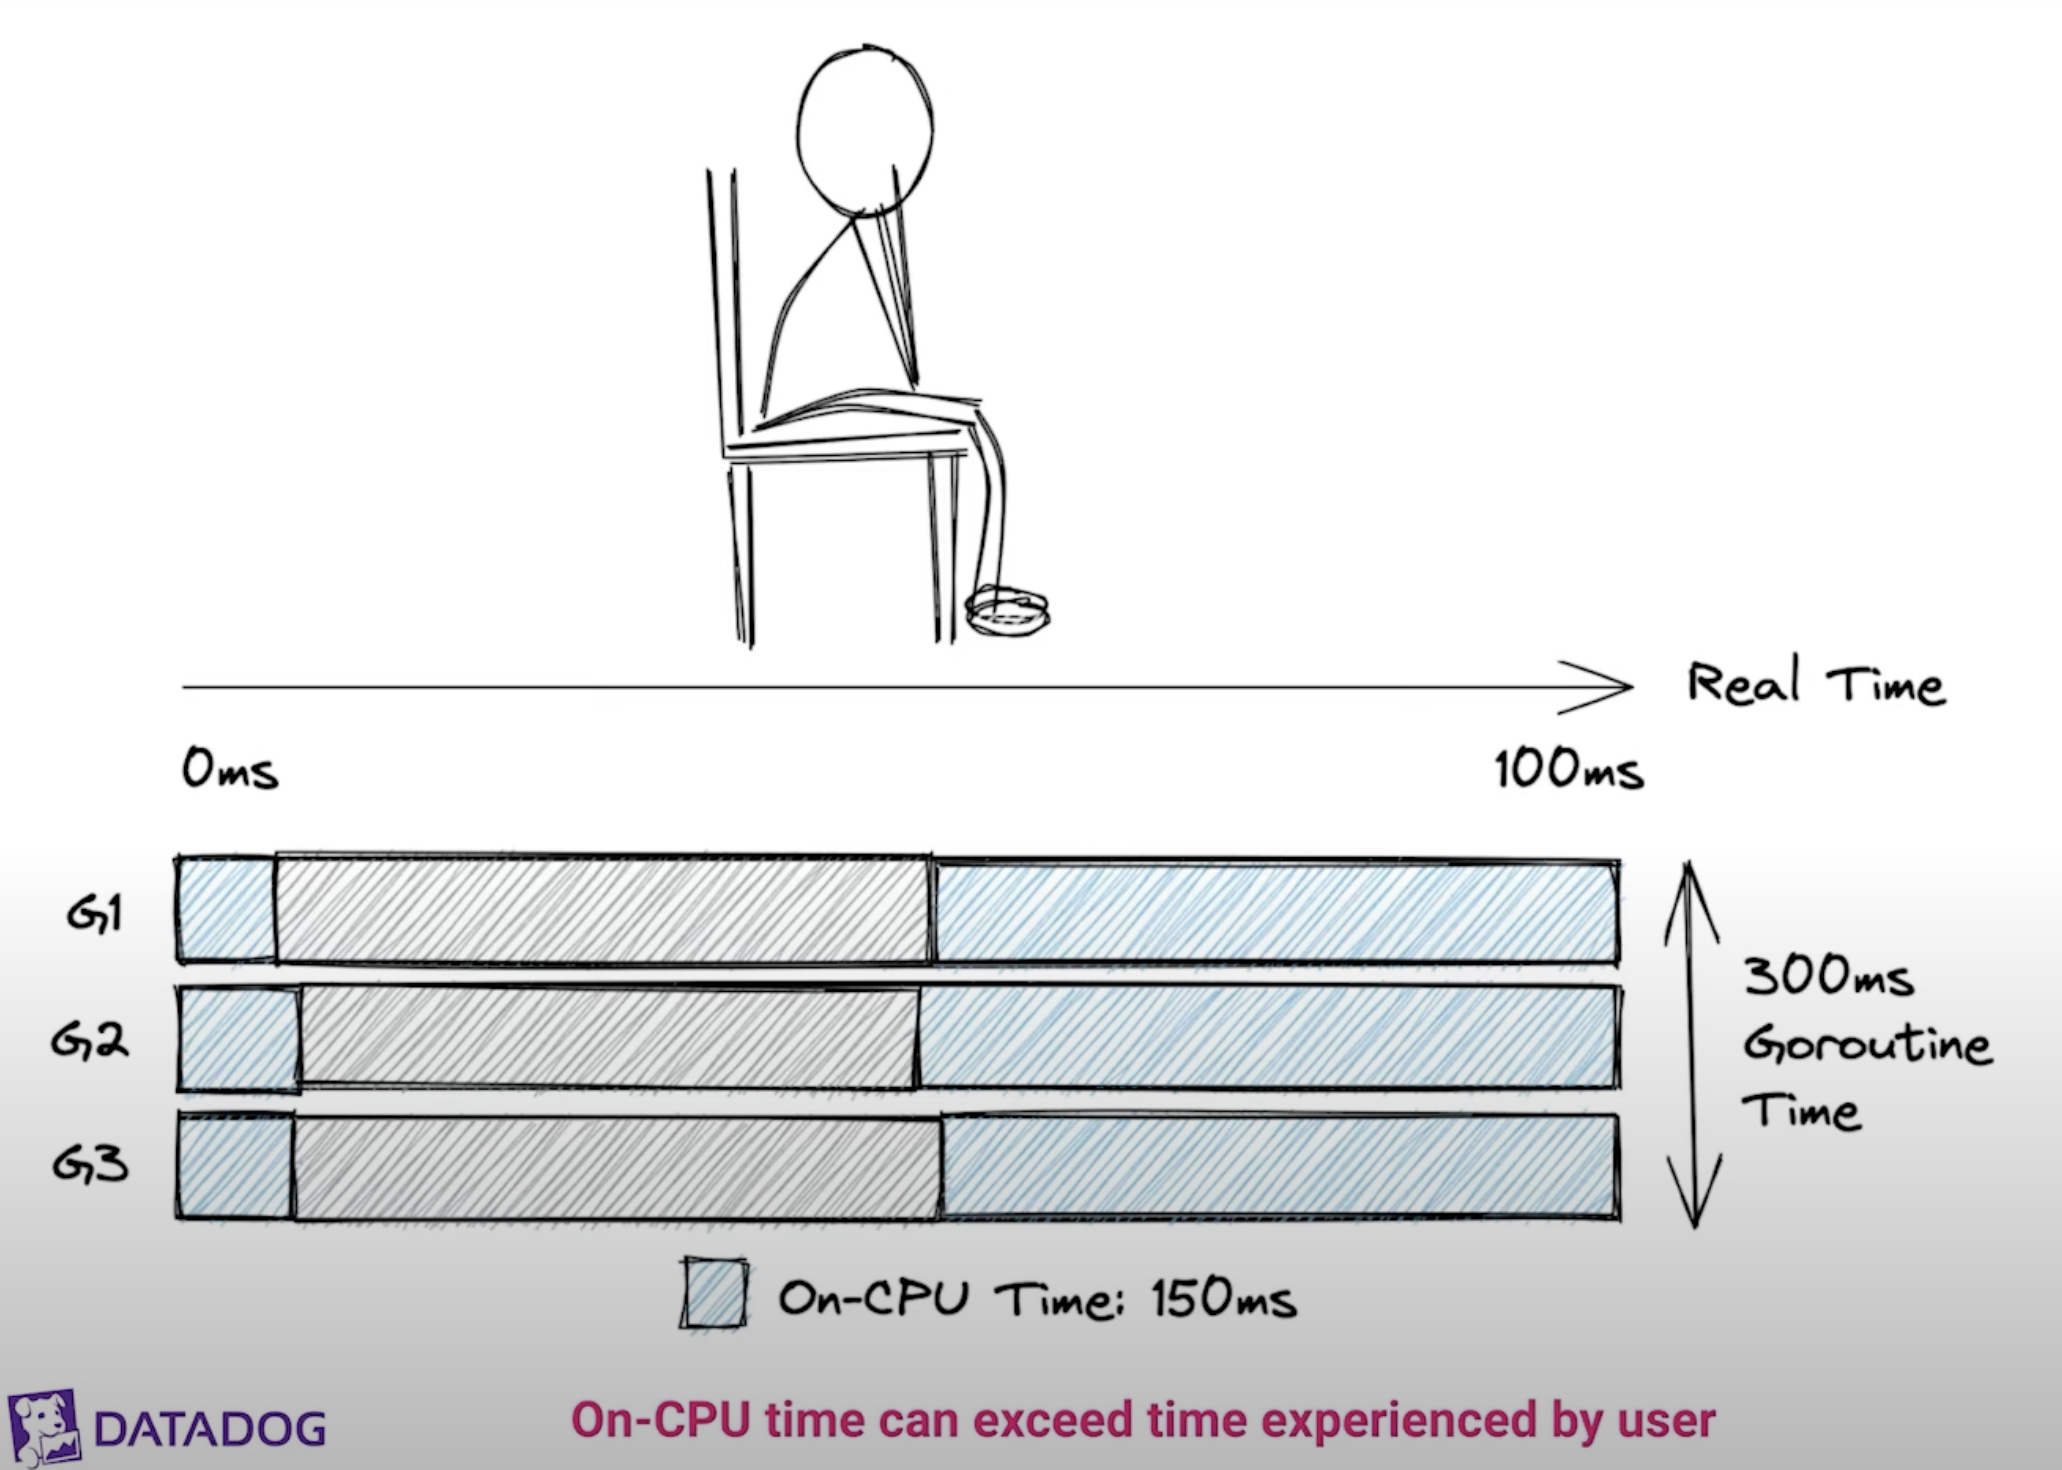 Real Time
0ms
100ms
G1
G2
G3
300ms
Goroutine
Time
On-CPU Time: 150ms
DATADOG
On-CPU time can exceed time experienced by user